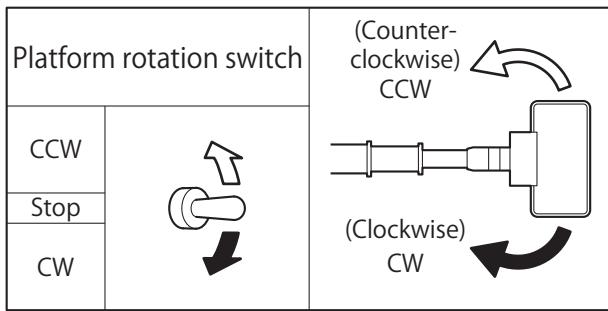 Platform rotation switch
CCW
Stop
CW
(Counter-
clockwise)
CCW
(Clockwise)
CW